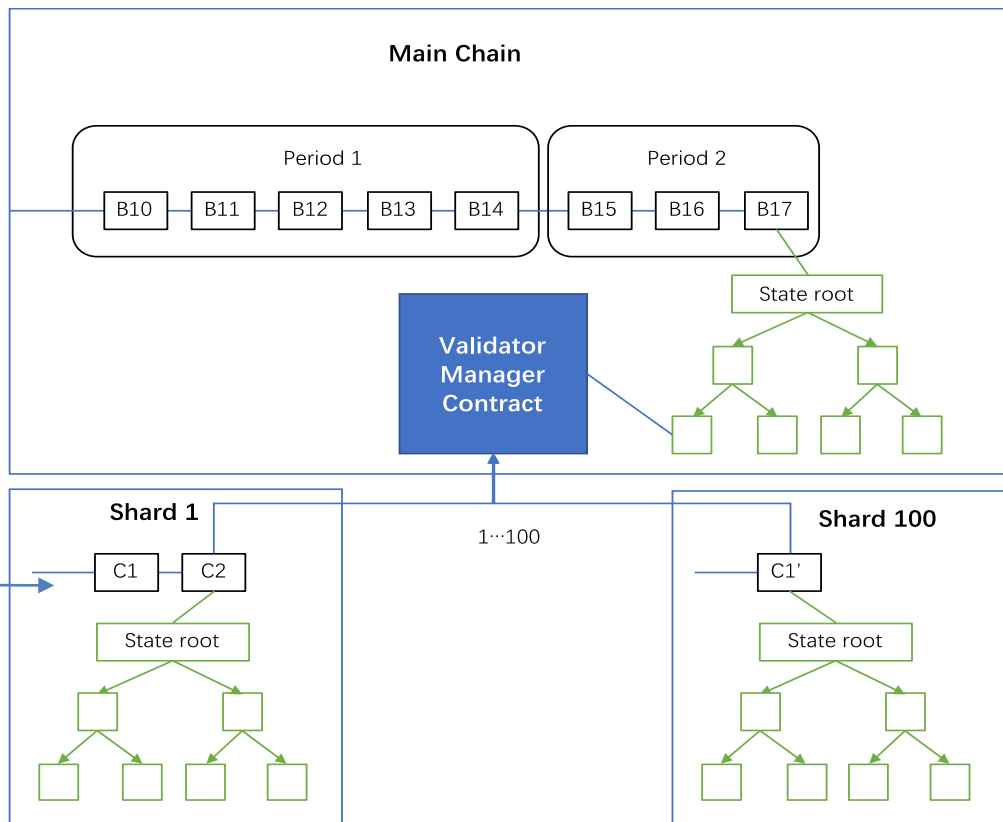 Main Chain
Period 1
Period 2
B10
B11
B12
B13
B14
B15
B16
B17
State root
Validator
Manager
Contract
Shard 1
Shard 100
1···100
C1
C2
C1’
State root
State root